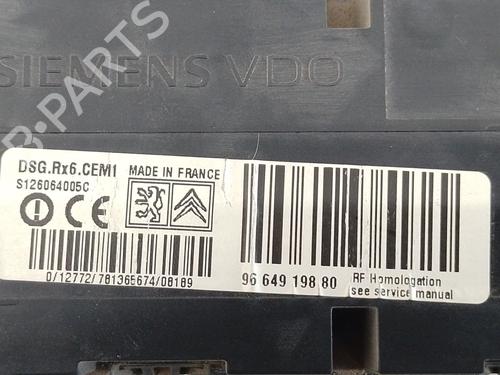 SIEMENS VDO
B-PARTS
DSG.Rx6.CEM1 MADE IN FRANCE
S126064005C
CE
0/12772/781365674/08189
96 649 198 80
RF Homologation
see service manual